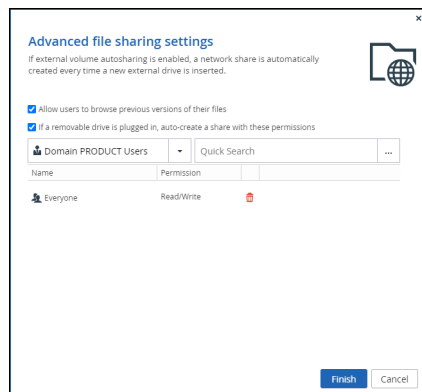 ×
Advanced file sharing settings
If external volume autosharing is enabled, a network share is automatically
created every time a new external drive is inserted.
Allow users to browse previous versions of their files
If a removable drive is plugged in, auto-create a share with these permissions
Domain PRODUCT Users Quick Search ...
Name Permission
Everyone Read/Write
Finish Cancel